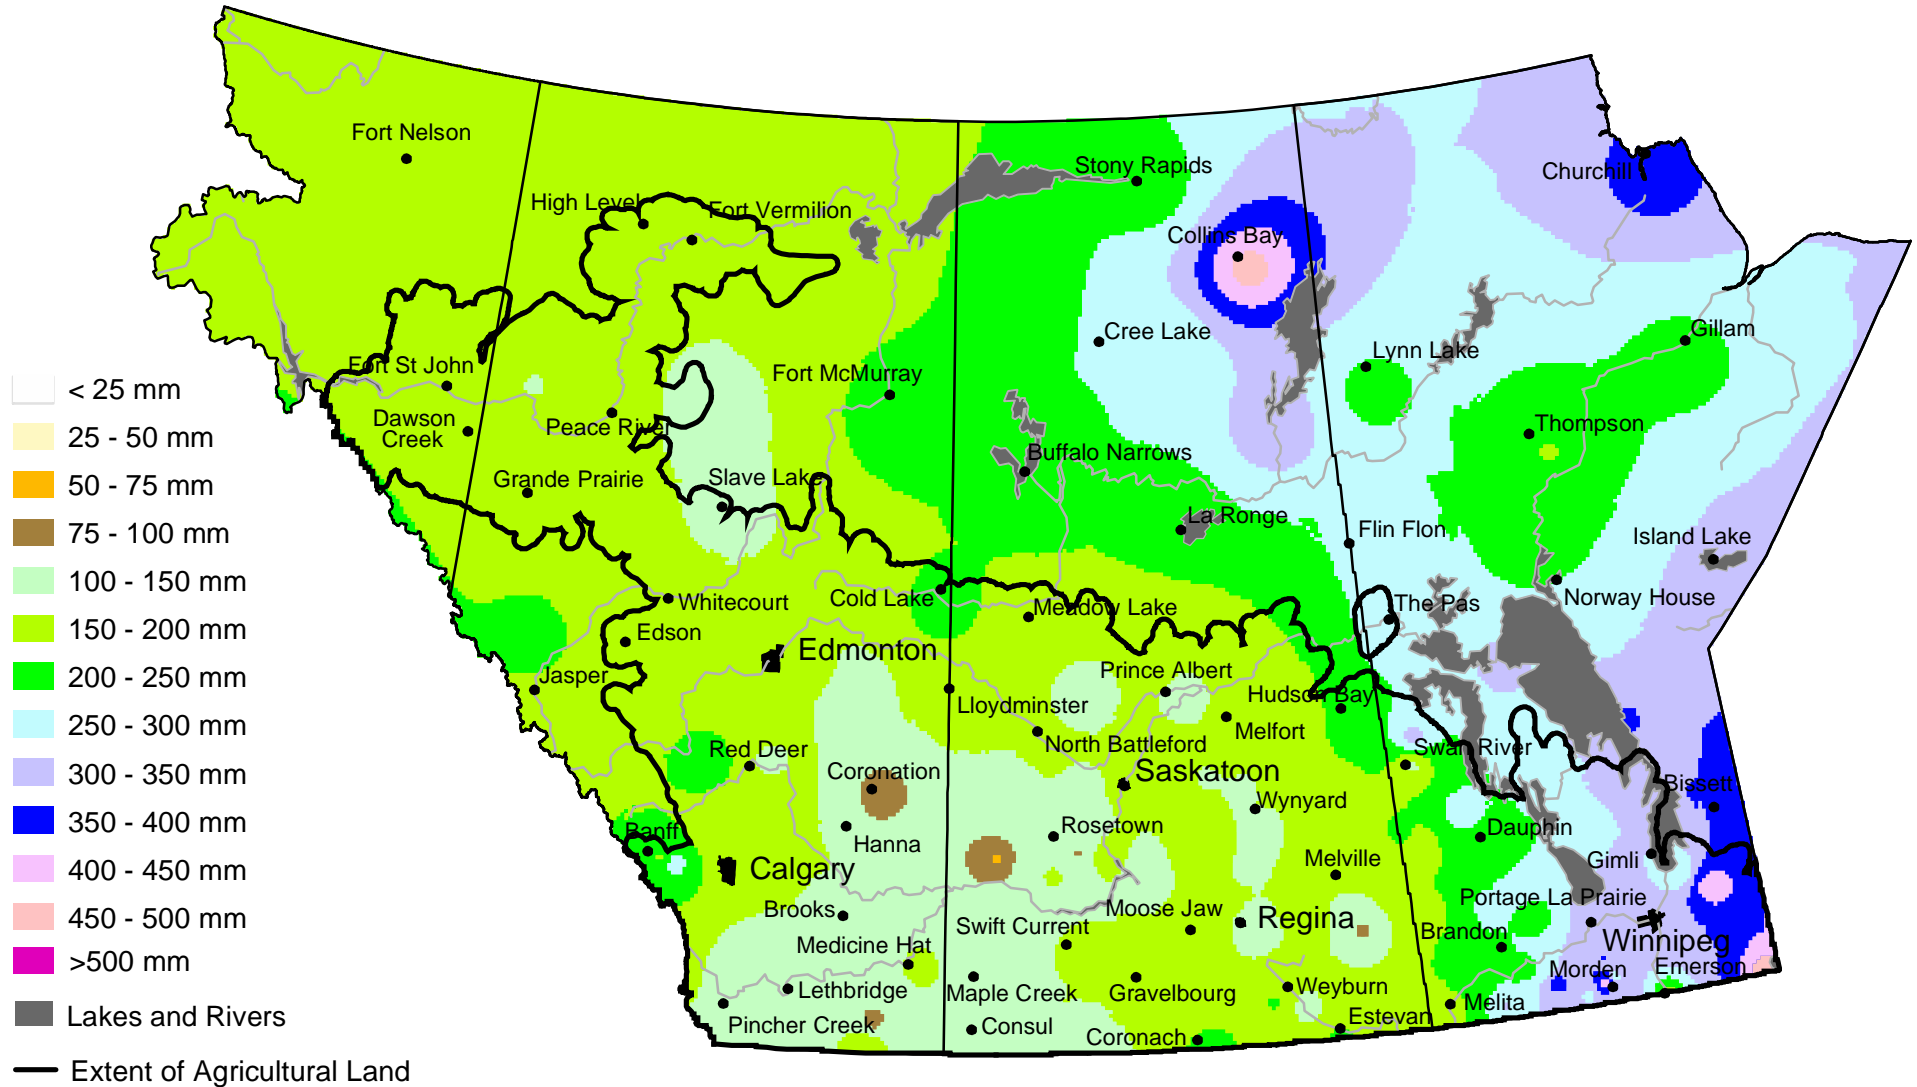 Fort Nelson
High Level
Fort Vermilion
Stony Rapids
Churchill
Collins Bay
Cree Lake
Gillam
Lynn Lake
Fort St John
Fort McMurray
Dawson
Creek
Peace River
Thompson
Buffalo Narrows
Grande Prairie
Slave Lake
La Ronge
Flin Flon
Island Lake
Whitecourt
Cold Lake
Meadow Lake
The Pas
Norway House
Edson
Edmonton
Jasper
Prince Albert
Hudson Bay
Lloydminster
Melfort
North Battleford
Red Deer
Swan River
Coronation
Saskatoon
Bissett
Wynyard
Banff
Hanna
Rosetown
Dauphin
Calgary
Melville
Gimli
Portage La Prairie
Brooks
Moose Jaw
Regina
Swift Current
Brandon
Medicine Hat
Winnipeg
Morden
Emerson
Lethbridge
Maple Creek
Gravelbourg
Weyburn
Melita
Pincher Creek
Consul
Coronach
Estevan
< 25 mm
25 - 50 mm
50 - 75 mm
75 - 100 mm
100 - 150 mm
150 - 200 mm
200 - 250 mm
250 - 300 mm
300 - 350 mm
350 - 400 mm
400 - 450 mm
450 - 500 mm
>500 mm
Lakes and Rivers
Extent of Agricultural Land